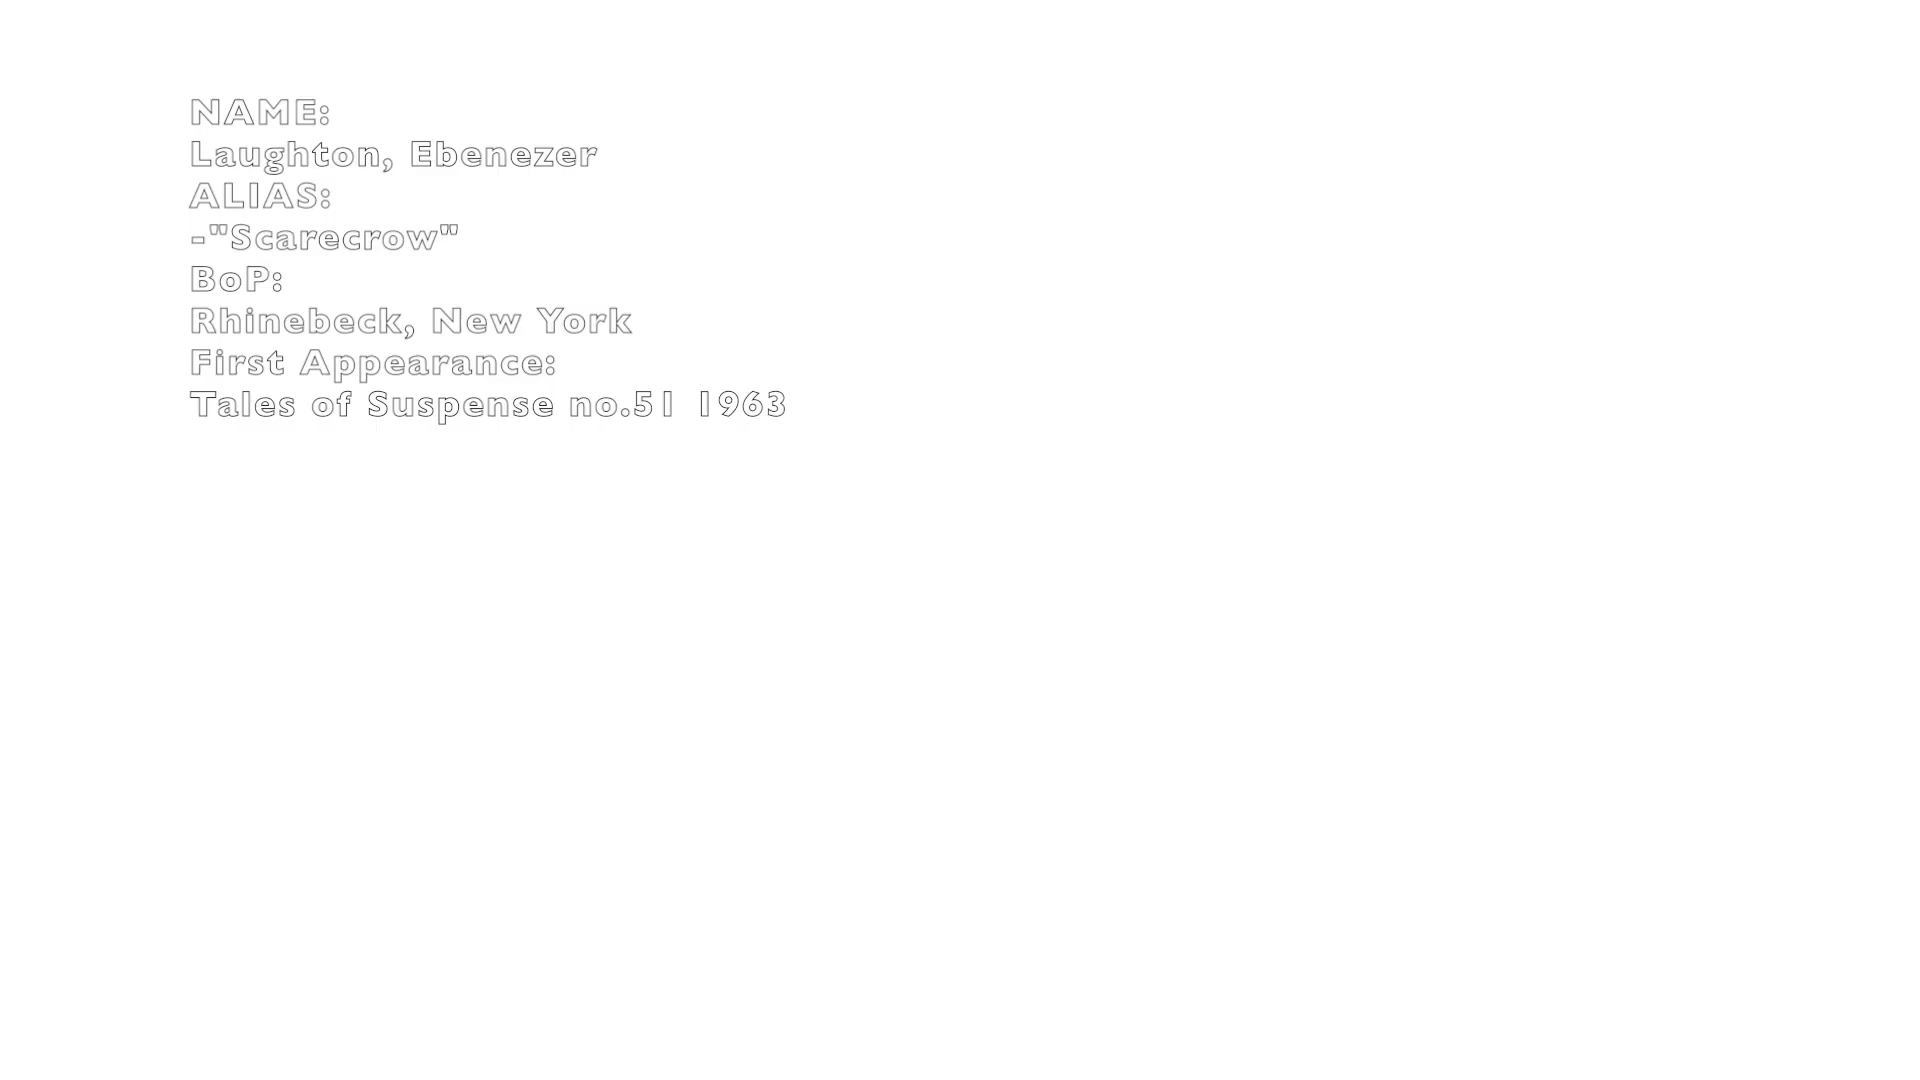 NAME:
Laughton, Ebenezer
ALIAS:
-"Scarecrow"
BoP:
Rhinebeck, New York
First Appearance:
Tales of Suspense no.51 1963